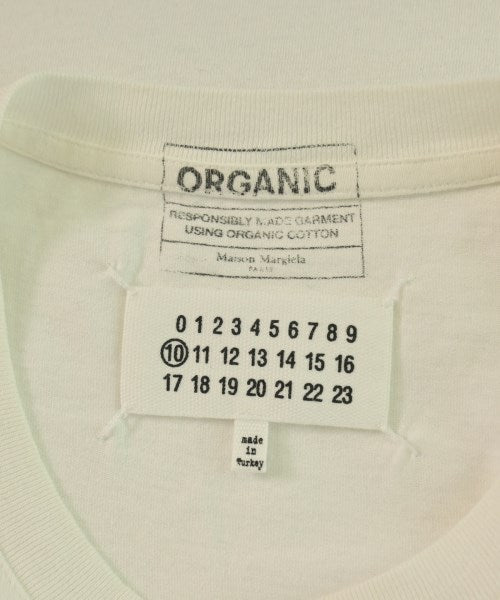 ORGANIC
RESPONSIBLY MADE GARMENT
USING ORGANIC COTTON
Maison Margiela
PARIS
0 1 2 3 4 5 6 7 8 9
10 11 12 13 14 15 16
17 18 19 20 21 22 23
made
in
Turkey